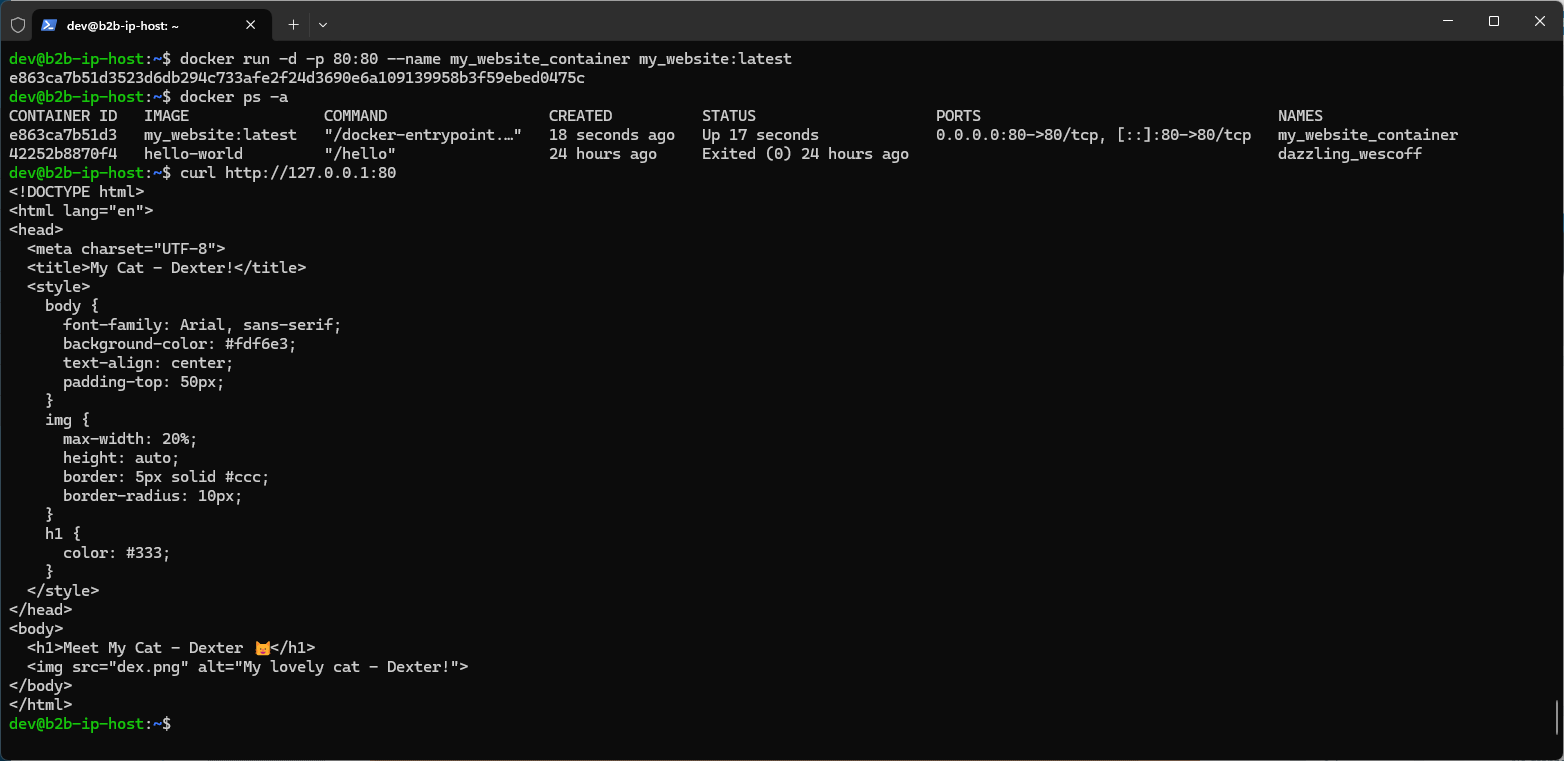 dev@b2b-ip-host: ~
dev@b2b-ip-host:~$ docker run -d -p 80:80 --name my_website_container my_website:latest
e863ca7b51d3523d6db294c733afe2f24d3690e6a109139958b3f59ebed0475c
dev@b2b-ip-host:~$ docker ps -a
CONTAINER ID   IMAGE               COMMAND                  CREATED          STATUS                    PORTS                                 NAMES
e863ca7b51d3   my_website:latest   "/docker-entrypoint.…"   18 seconds ago   Up 17 seconds             0.0.0.0:80->80/tcp, [::]:80->80/tcp   my_website_container
42252b8870f4   hello-world         "/hello"                 24 hours ago     Exited (0) 24 hours ago                                         dazzling_wescoff
dev@b2b-ip-host:~$ curl http://127.0.0.1:80
<!DOCTYPE html>
<html lang="en">
<head>
  <meta charset="UTF-8">
  <title>My Cat - Dexter!</title>
  <style>
    body {
      font-family: Arial, sans-serif;
      background-color: #fdf6e3;
      text-align: center;
      padding-top: 50px;
    }
    img {
      max-width: 20%;
      height: auto;
      border: 5px solid #ccc;
      border-radius: 10px;
    }
    h1 {
      color: #333;
    }
  </style>
</head>
<body>
  <h1>Meet My Cat - Dexter 😺</h1>
  <img src="dex.png" alt="My lovely cat - Dexter!">
</body>
</html>
dev@b2b-ip-host:~$